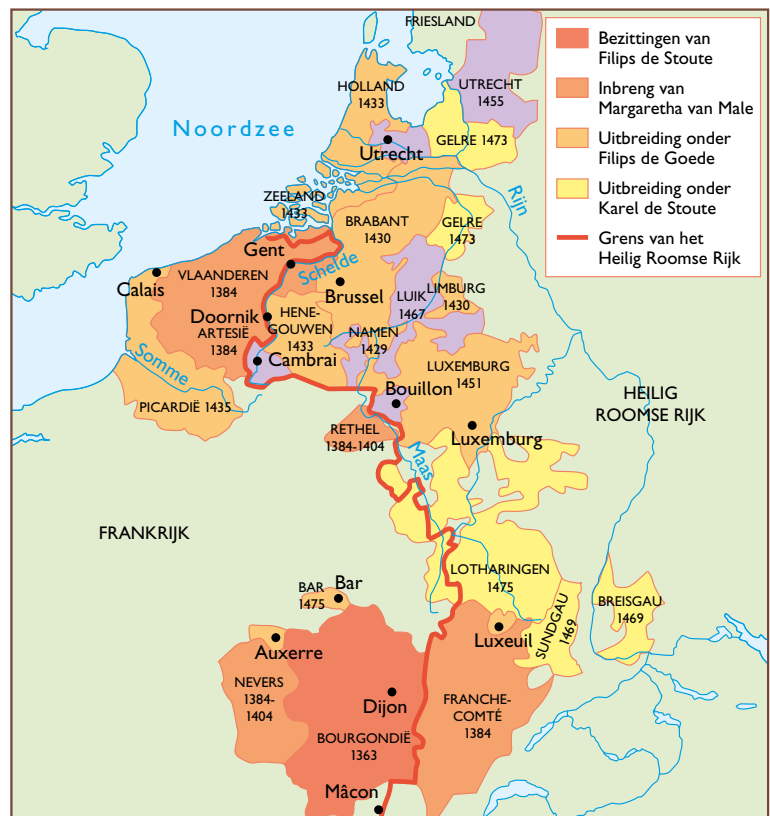 FRIESLAND
HOLLAND
1433
UTRECHT
1455
Noordzee
Utrecht
GELRE 1473
Rijn
ZEELAND
1433
BRABANT
1430
GELRE
1473
Gent
Schelde
VLAANDEREN
1384
Calais
Brussel
LUIK
1467
LIMBURG
1430
Doornik
ARTESIË
1384
HENE-
GOUWEN
1433
NAMEN
1429
Cambrai
Somme
LUXEMBURG
1451
Bouillon
PICARDIË 1435
HEILIG
ROOMSE RIJK
RETHEL
1384-1404
Luxemburg
Maas
FRANKRIJK
LOTHARINGEN
1475
BAR
1475
Bar
SUNDGAU
1469
BREISGAU
1469
Luxeuil
Auxerre
NEVERS
1384-
1404
Dijon
FRANCHE-
COMTÉ
1384
BOURGONDIË
1363
Mâcon
Bezittingen van
Filips de Stoute
Inbreng van
Margaretha van Male
Uitbreiding onder
Filips de Goede
Uitbreiding onder
Karel de Stoute
Grens van het
Heilig Roomse Rijk